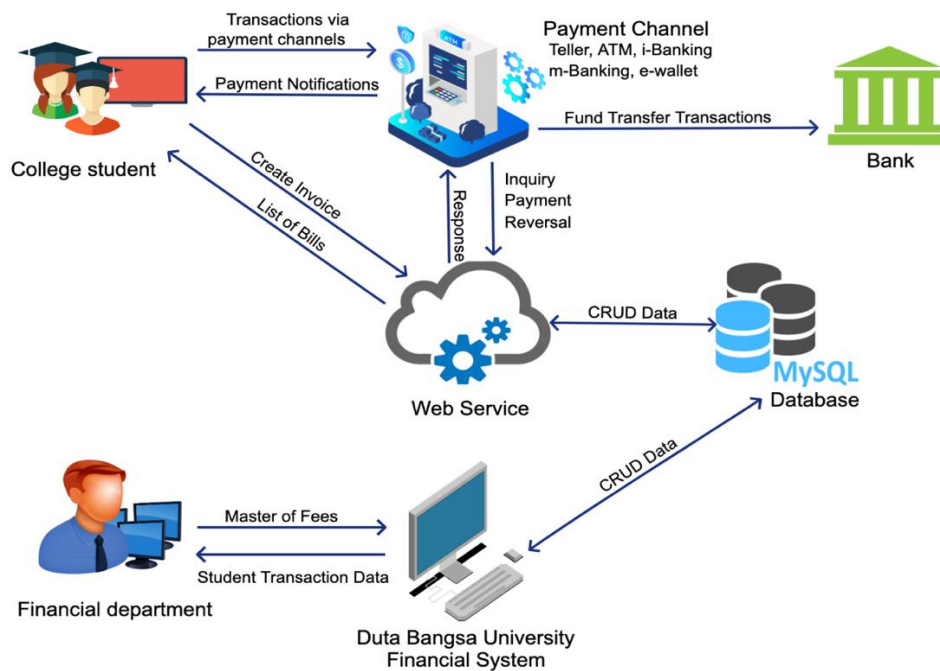 Transactions via
payment channels
Payment Notifications
College student
ATM
Payment Channel
Teller, ATM, i-Banking
m-Banking, e-wallet
Fund Transfer Transactions
Bank
Create Invoice
List of Bills
Response
Inquiry
Payment
Reversal
Web Service
CRUD Data
MySQL
Database
CRUD Data
Master of Fees
Student Transaction Data
Financial department
Duta Bangsa University
Financial System